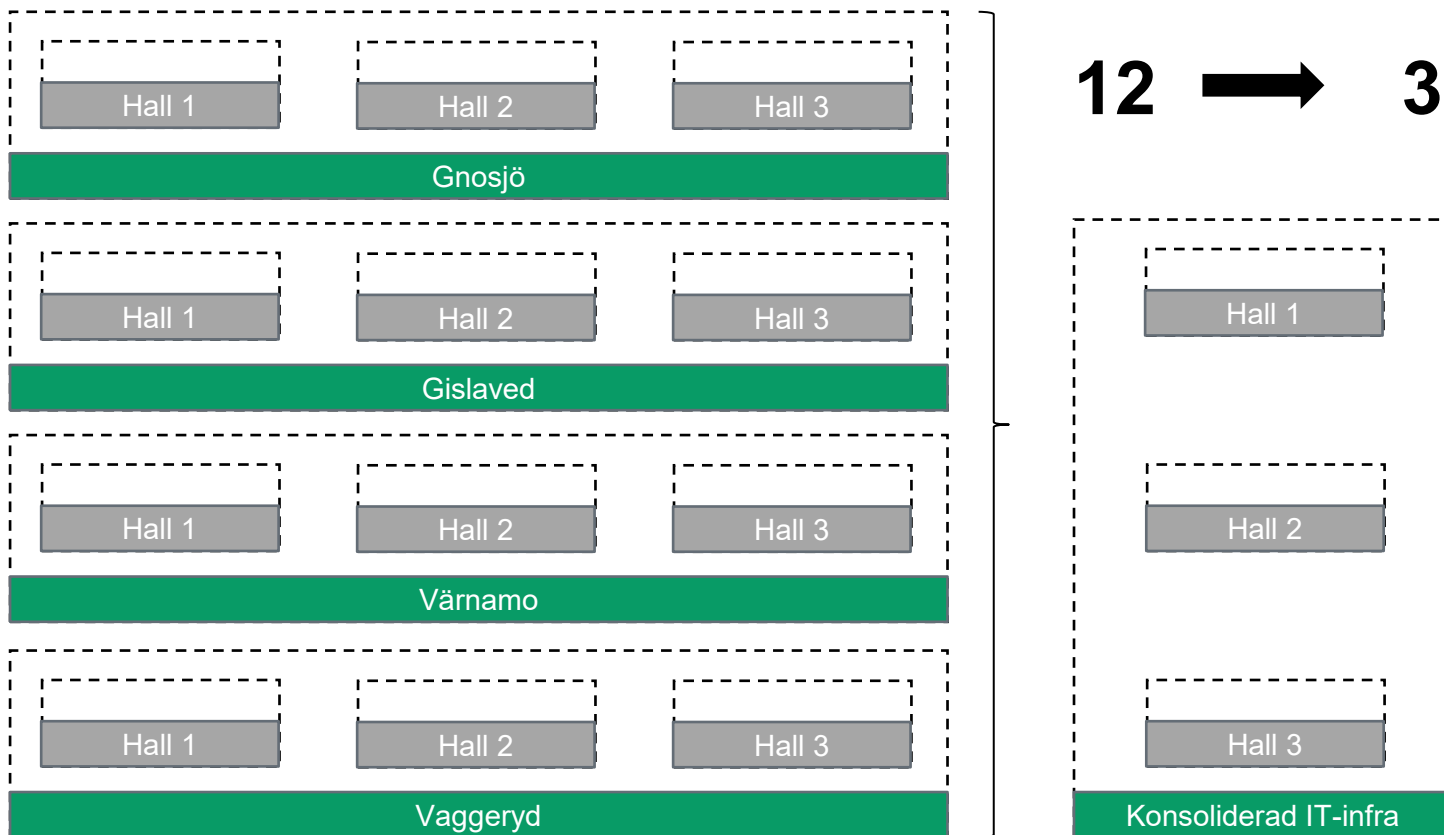 Hall 1 Hall 2 Hall 3
Gnosjö
Hall 1 Hall 2 Hall 3
Gislaved
Hall 1 Hall 2 Hall 3
Värnamo
Hall 1 Hall 2 Hall 3
Vaggeryd
12 3
Hall 1
Hall 2
Hall 3
Konsoliderad IT-infra